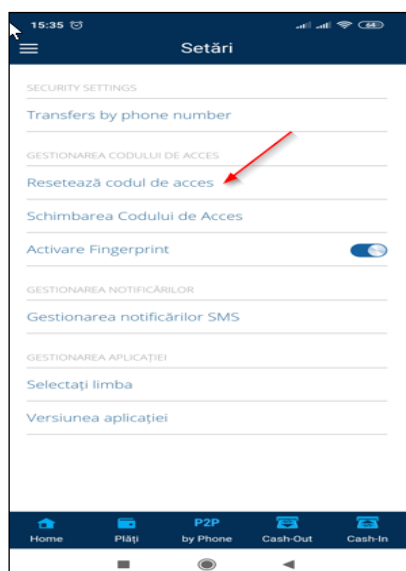 15:35 64
Setări
SECURITY SETTINGS
Transfers by phone number
GESTIONAREA CODULUI DE ACCES
Resetează codul de acces
Schimbarea Codului de Acces
Activare Fingerprint
GESTIONAREA NOTIFICĂRILOR
Gestionarea notificărilor SMS
GESTIONAREA APLICAȚIEI
Selectați limba
Versiunea aplicației
P2P
Home Plăți by Phone Cash-Out Cash-In